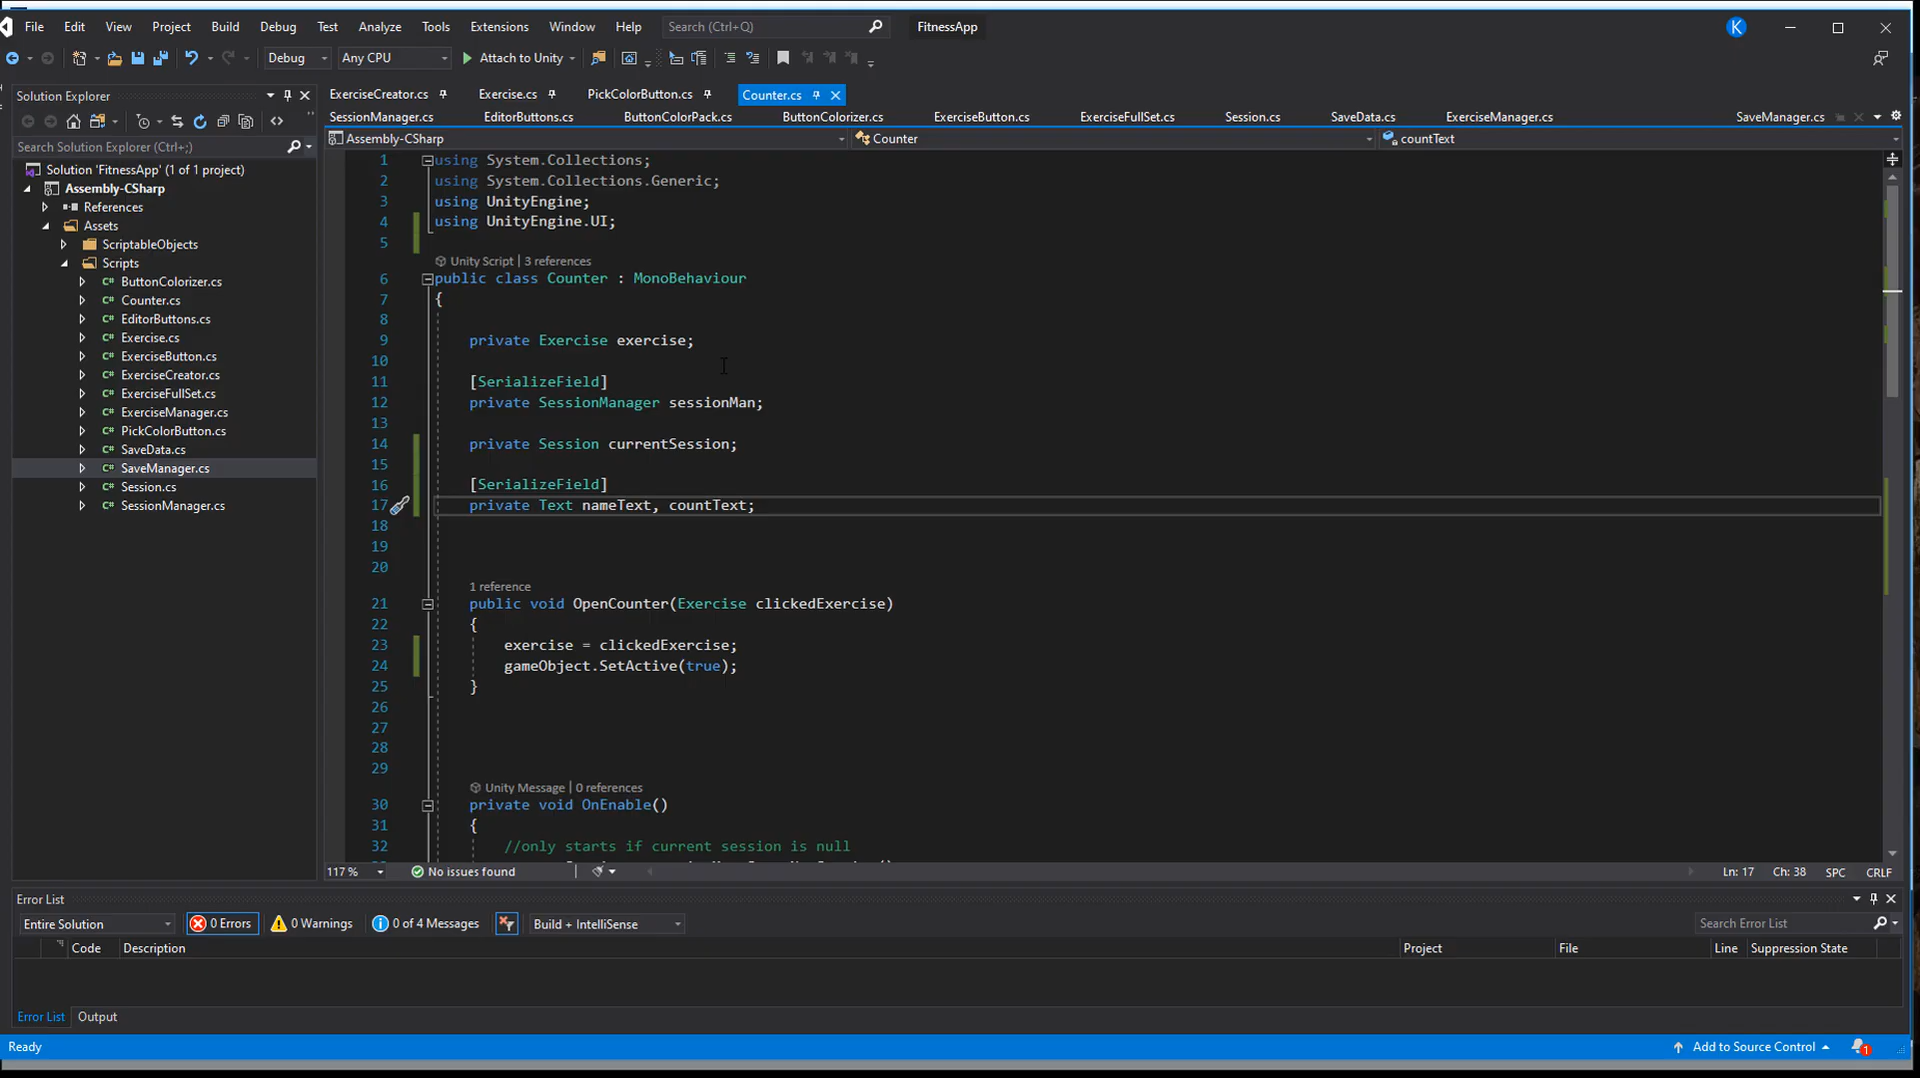 File Edit View Project Build Debug Test Analyze Tools Extensions Window Help Search (Ctrl+Q) FitnessApp K
Debug Any CPU Attach to Unity
Solution Explorer
Search Solution Explorer (Ctrl+;)
Solution 'FitnessApp' (1 of 1 project)
Assembly-CSharp
References
Assets
ScriptableObjects
Scripts
C# ButtonColorizer.cs
C# Counter.cs
C# EditorButtons.cs
C# Exercise.cs
C# ExerciseButton.cs
C# ExerciseCreator.cs
C# ExerciseFullSet.cs
C# ExerciseManager.cs
C# PickColorButton.cs
C# SaveData.cs
C# SaveManager.cs
C# Session.cs
C# SessionManager.cs
ExerciseCreator.cs Exercise.cs PickColorButton.cs Counter.cs
SessionManager.cs EditorButtons.cs ButtonColorPack.cs ButtonColorizer.cs ExerciseButton.cs ExerciseFullSet.cs Session.cs SaveData.cs ExerciseManager.cs SaveManager.cs
Assembly-CSharp Counter countText
1 using System.Collections;
2 using System.Collections.Generic;
3 using UnityEngine;
4 using UnityEngine.UI;
5
Unity Script | 3 references
6 public class Counter : MonoBehaviour
7 {
8
9 private Exercise exercise;
10
11 [SerializeField]
12 private SessionManager sessionMan;
13
14 private Session currentSession;
15
16 [SerializeField]
17 private Text nameText, countText;
18
19
20
1 reference
21 public void OpenCounter(Exercise clickedExercise)
22 {
23 exercise = clickedExercise;
24 gameObject.SetActive(true);
25 }
26
27
28
29
Unity Message | 0 references
30 private void OnEnable()
31 {
32 //only starts if current session is null
117 % No issues found Ln: 17 Ch: 38 SPC CRLF
Error List
Entire Solution 0 Errors 0 Warnings 0 of 4 Messages Build + IntelliSense Search Error List
Code Description Project File Line Suppression State
Error List Output
Ready Add to Source Control 1